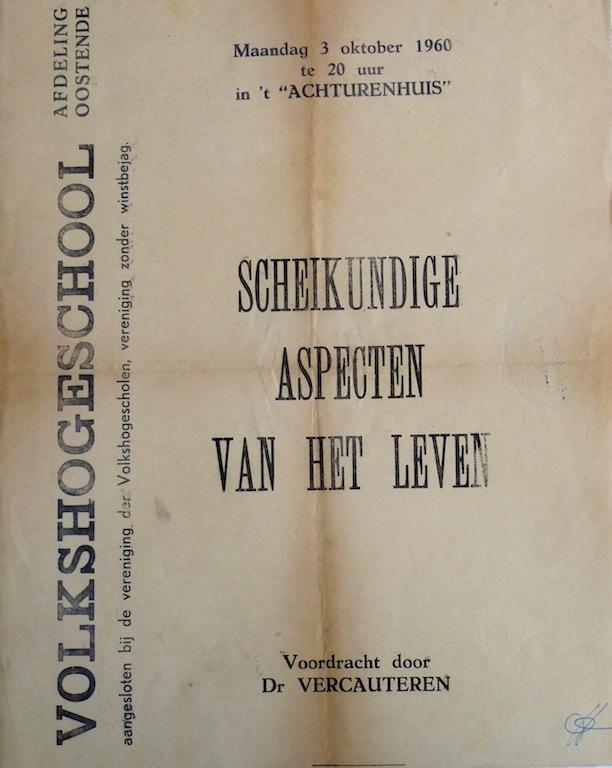 VOLKSHOGESCHOOL
AFDELING
OOSTENDE
aangesloten bij de vereniging der Volkshogescholen, vereniging zonder winstbejag.
Maandag 3 oktober 1960
te 20 uur
in 't "ACHTURENHUIS"
SCHEIKUNDIGE
ASPECTEN
VAN HET LEVEN
Voordracht door
Dr VERCAUTEREN